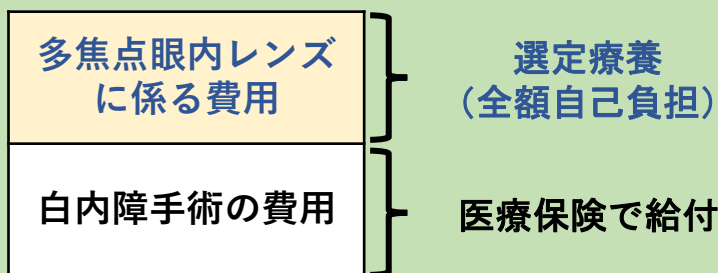 多焦点眼内レンズ
に係る費用
選定療養
（全額自己負担）
白内障手術の費用
医療保険で給付